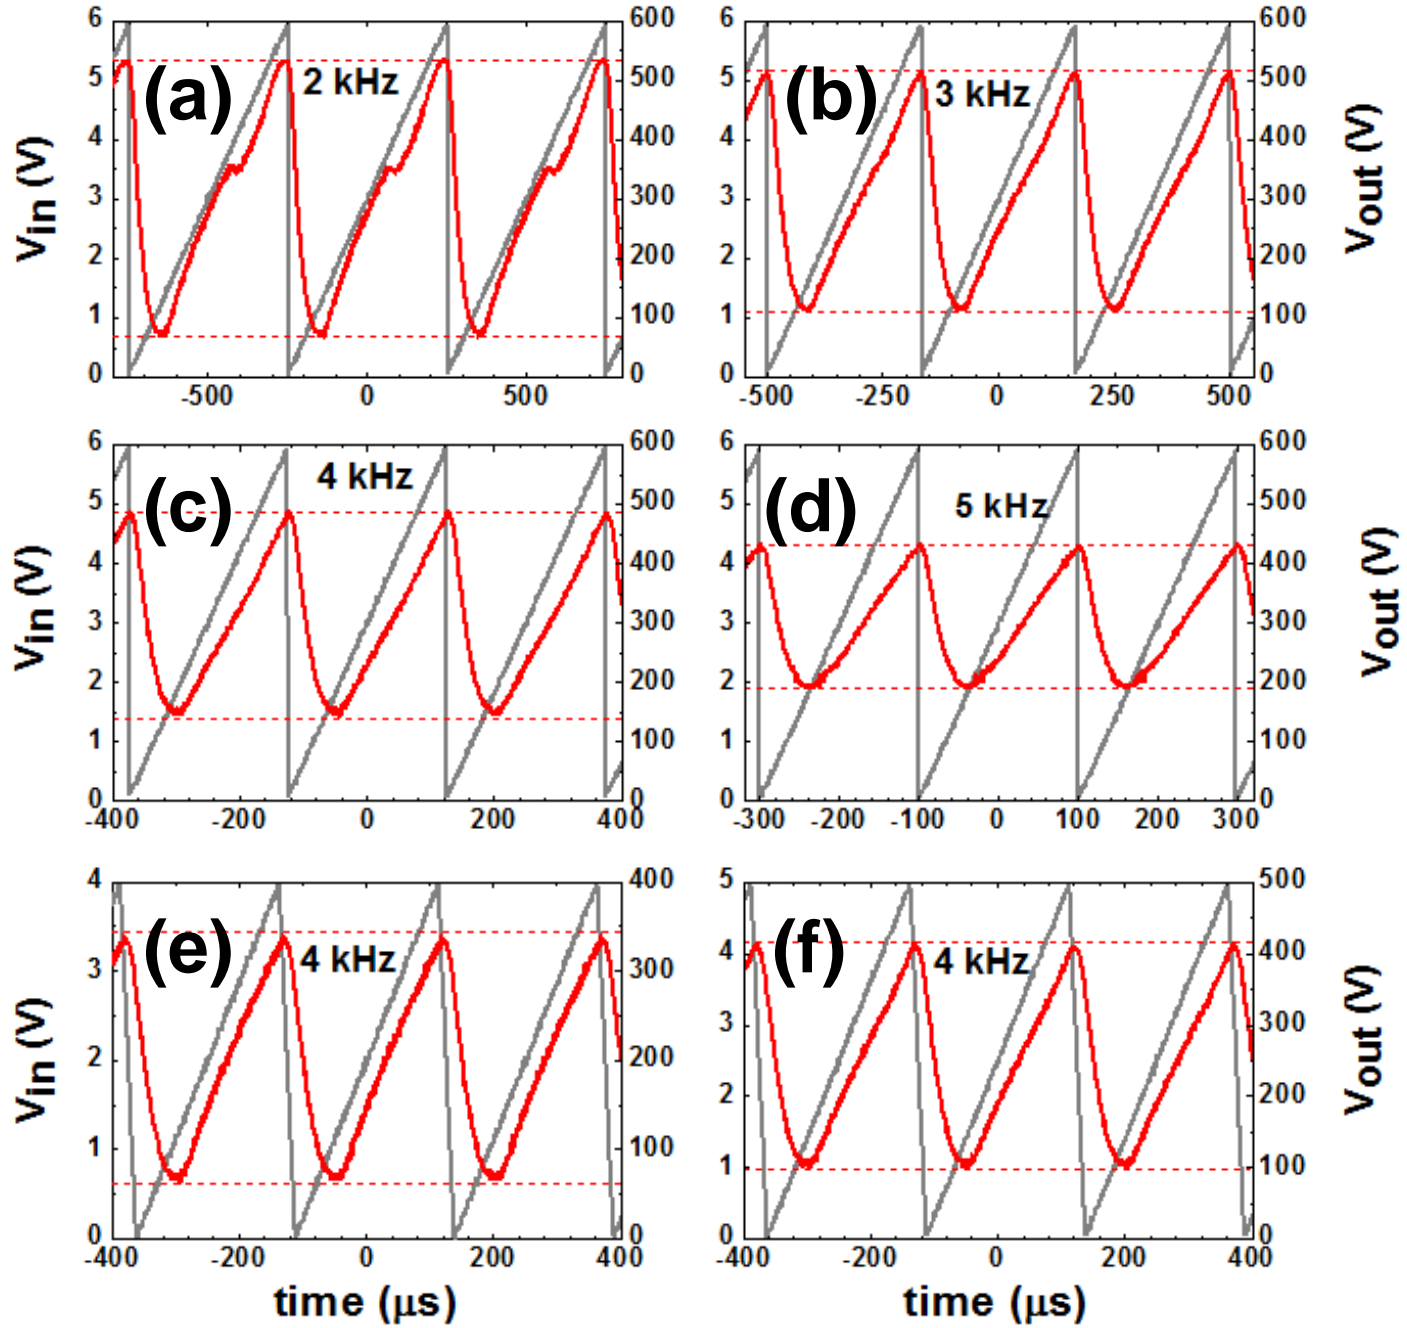 6 600 6 600
5 (a) 2 kHz 500 5 (b) 3 kHz 500
4 400 4 400
Vin (V) 3 300 3 300 Vout (V)
2 200 2 200
1 100 1 100
0 0 0 0
-500 0 500 -500 -250 0 250 500
6 600 6 600
5 (c) 4 kHz 500 5 (d) 5 kHz 500
4 400 4 400
Vin (V) 3 300 3 300 Vout (V)
2 200 2 200
1 100 1 100
0 0 0 0
-400 -200 0 200 400 -300 -200 -100 0 100 200 300
4 400 5 500
(e) 4 kHz 4 (f) 4 kHz 400
3 300 3 300
Vin (V) 2 200 2 200 Vout (V)
1 100 1 100
0 0 0 0
-400 -200 0 200 400 -400 -200 0 200 400
time (μs) time (μs)